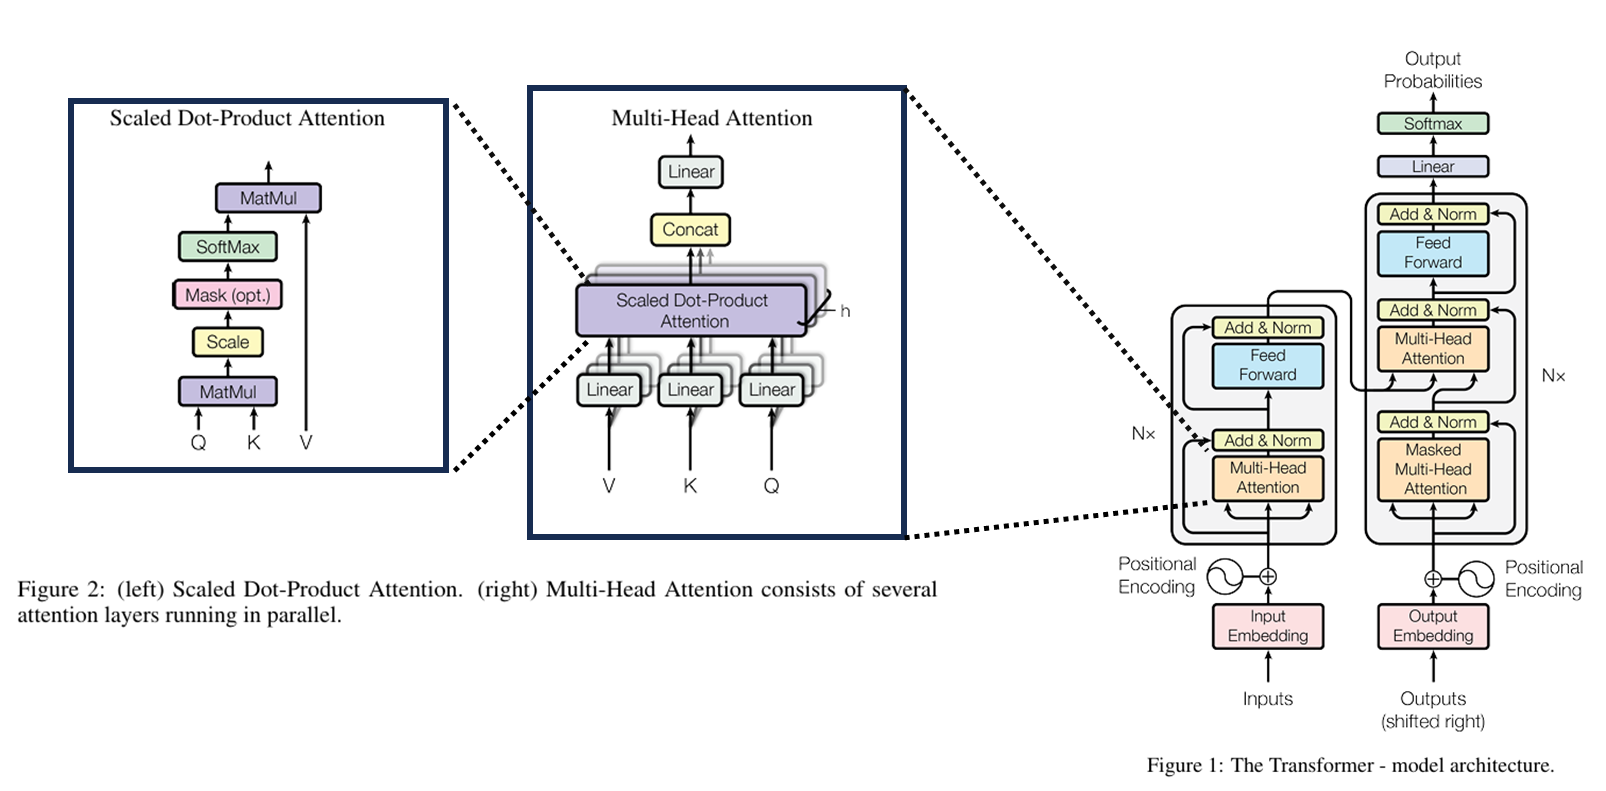 Scaled Dot-Product Attention
MatMul
SoftMax
Mask (opt.)
Scale
MatMul
Q K V
Multi-Head Attention
Linear
Concat
Scaled Dot-Product
Attention
h
Linear Linear Linear
V K Q
Figure 2: (left) Scaled Dot-Product Attention. (right) Multi-Head Attention consists of several
attention layers running in parallel.
Output
Probabilities
Softmax
Linear
Add & Norm
Feed
Forward
Add & Norm
Multi-Head
Attention
N×
Add & Norm
Masked
Multi-Head
Attention
Add & Norm
Feed
Forward
N×
Add & Norm
Multi-Head
Attention
Positional
Encoding
Positional
Encoding
Input
Embedding
Output
Embedding
Inputs
Outputs
(shifted right)
Figure 1: The Transformer - model architecture.